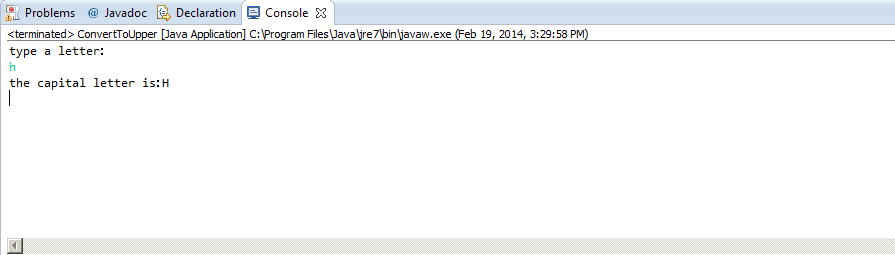 Problems @ Javadoc Declaration Console
<terminated> ConvertToUpper [Java Application] C:\Program Files\Java\jre7\bin\javaw.exe (Feb 19, 2014, 3:29:58 PM)
type a letter:
h
the capital letter is:H